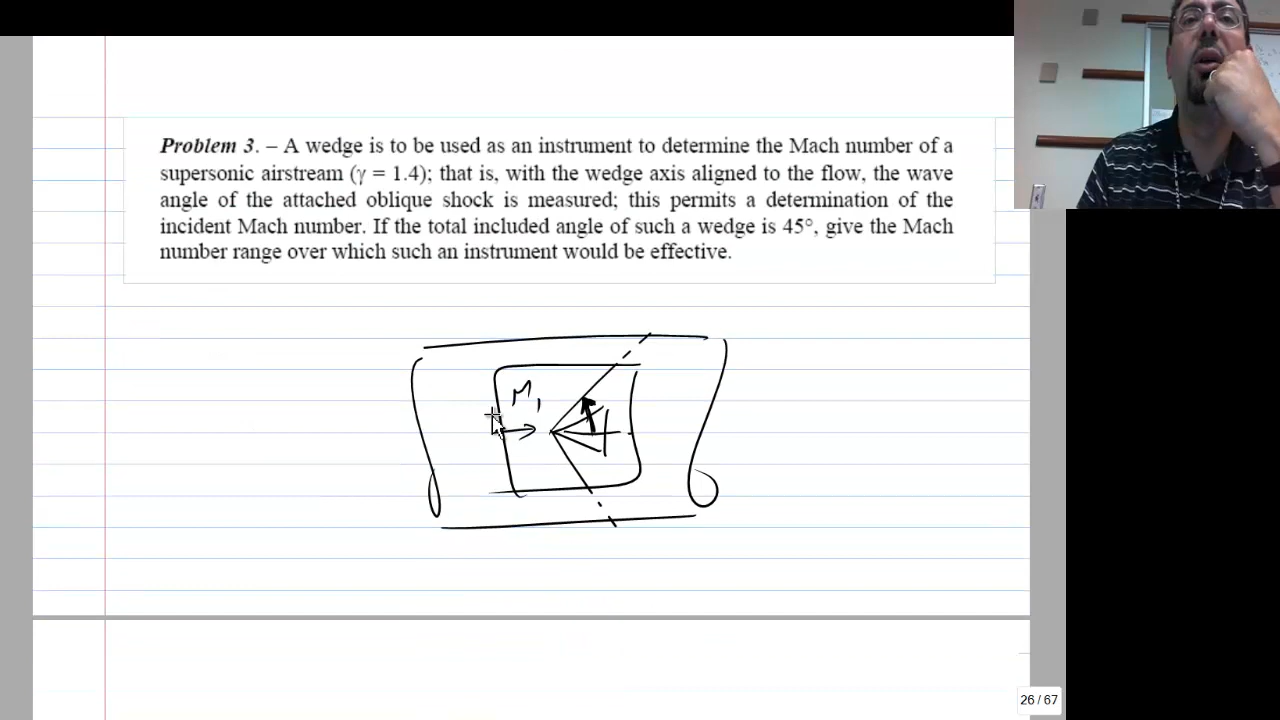 Problem 3. – A wedge is to be used as an instrument to determine the Mach number of a
supersonic airstream (γ = 1.4); that is, with the wedge axis aligned to the flow, the wave
angle of the attached oblique shock is measured; this permits a determination of the
incident Mach number. If the total included angle of such a wedge is 45°, give the Mach
number range over which such an instrument would be effective.
M₁
26 / 67